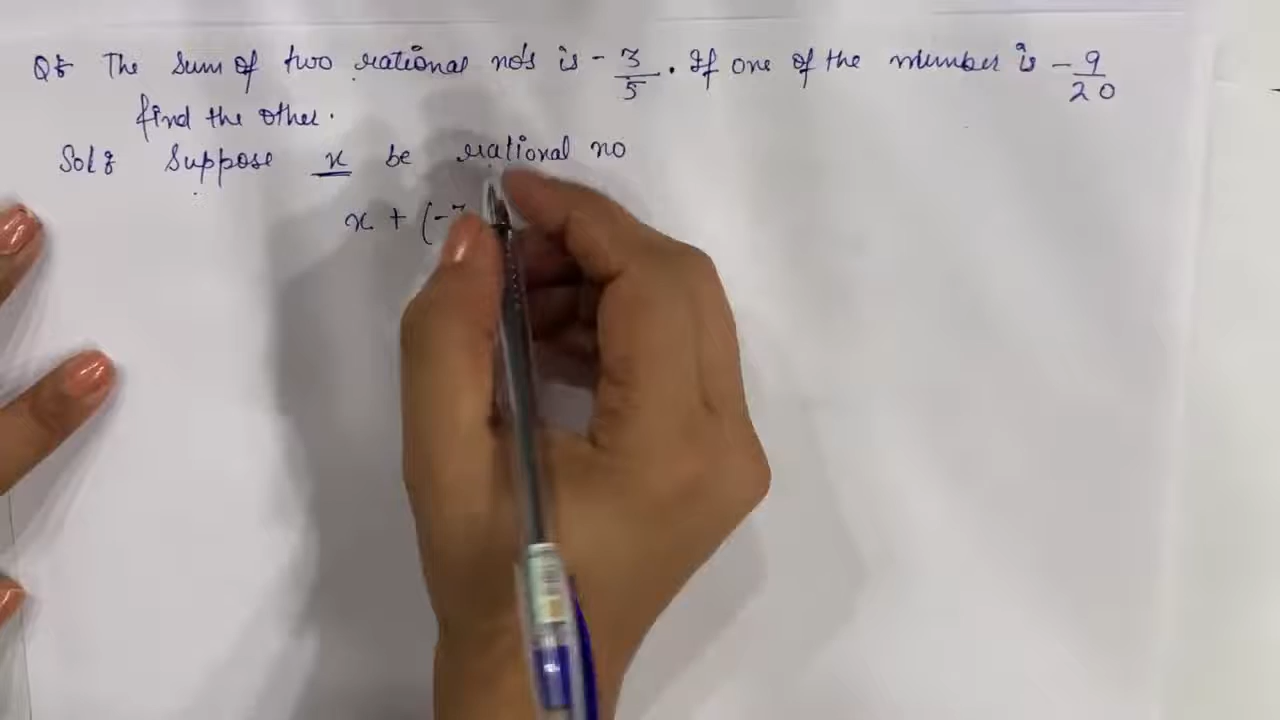 Q: The sum of two rational no's is - 3/5 . If one of the number is - 9/20
find the other.
Sol: Suppose x be rational no
x + (-